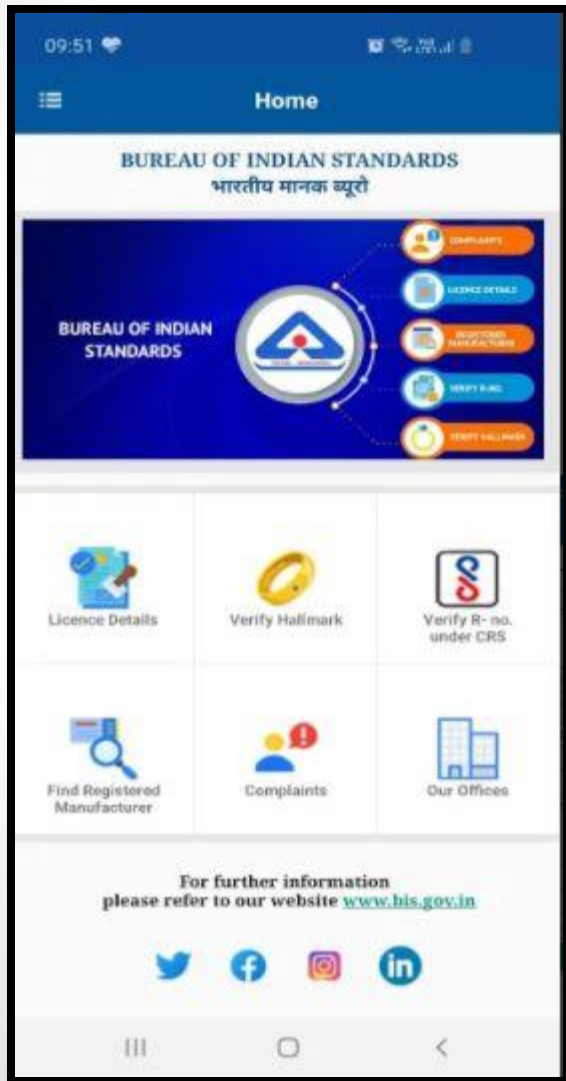 09:51
Home
BUREAU OF INDIAN STANDARDS
भारतीय मानक ब्यूरो
COMPLAINTS
LICENCE DETAILS
BUREAU OF INDIAN
STANDARDS
REGISTERED
MANUFACTURER
VERIFY R-NO.
VERIFY HALLMARK
Licence Details
Verify Hallmark
Verify R- no.
under CRS
Find Registered
Manufacturer
Complaints
Our Offices
For further information
please refer to our website www.bis.gov.in